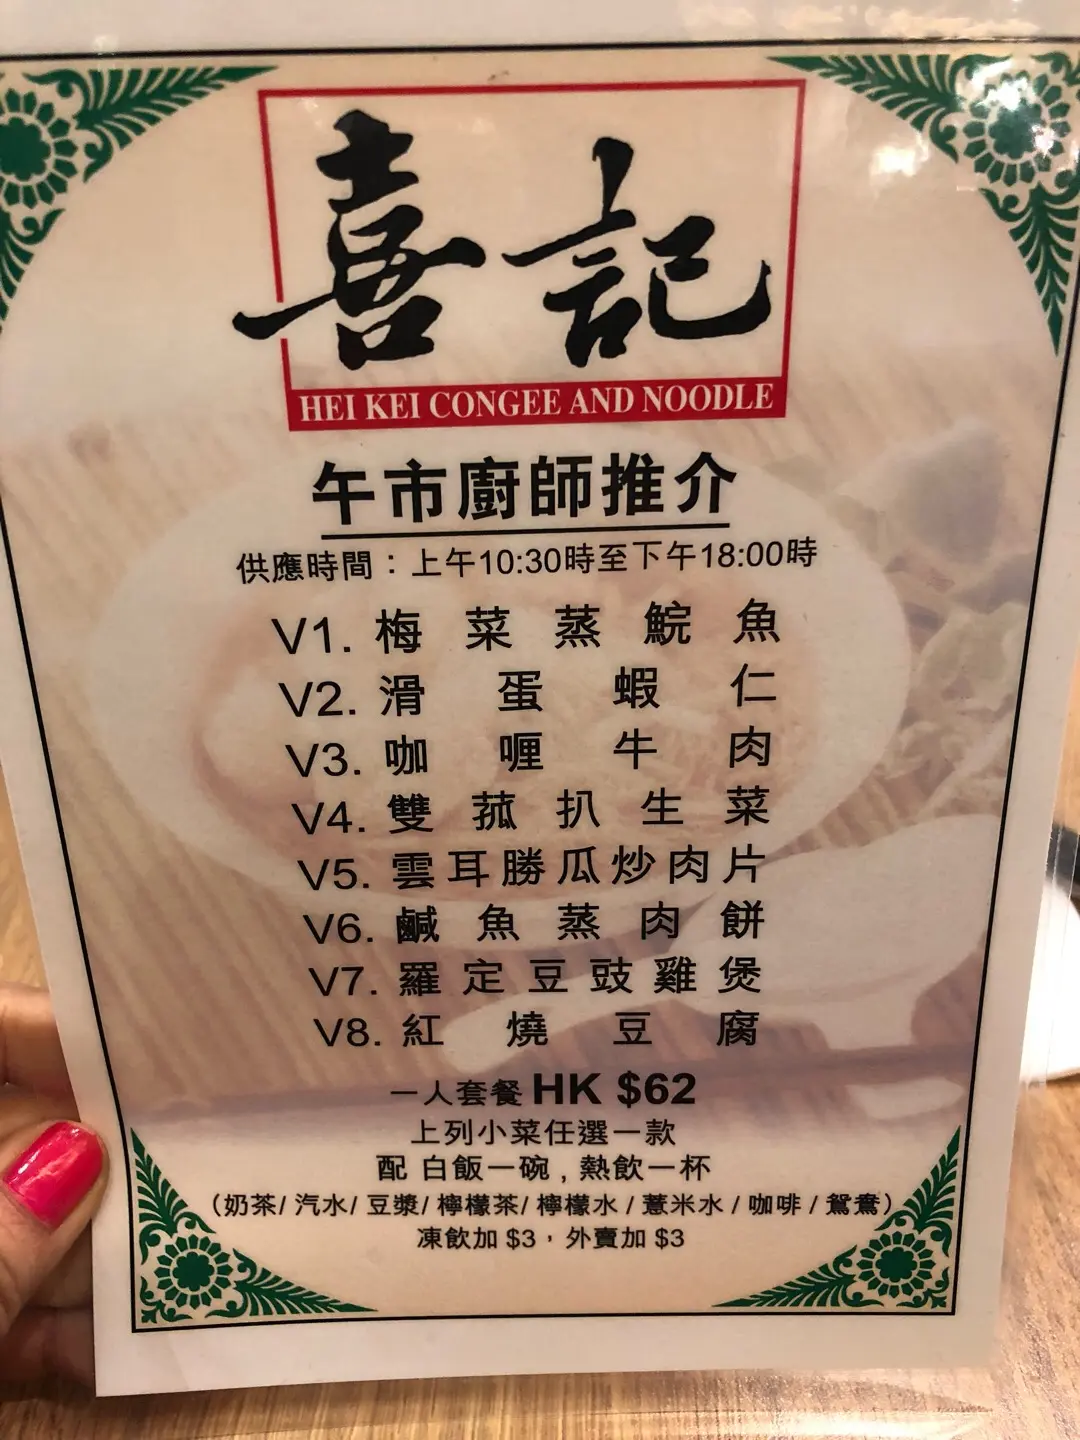 喜記
HEI KEI CONGEE AND NOODLE
午市廚師推介
供應時間：上午10:30時至下午18:00時
V1. 梅菜蒸鯇魚
V2. 滑蛋蝦仁
V3. 咖喱牛肉
V4. 雙菰扒生菜
V5. 雲耳勝瓜炒肉片
V6. 鹹魚蒸肉餅
V7. 羅定豆豉雞煲
V8. 紅燒豆腐
一人套餐 HK $62
上列小菜任選一款
配 白飯一碗 , 熱飲一杯
（奶茶/ 汽水/ 豆漿/ 檸檬茶/ 檸檬水 / 薏米水 / 咖啡 / 鴛鴦）
凍飲加 $3，外賣加 $3